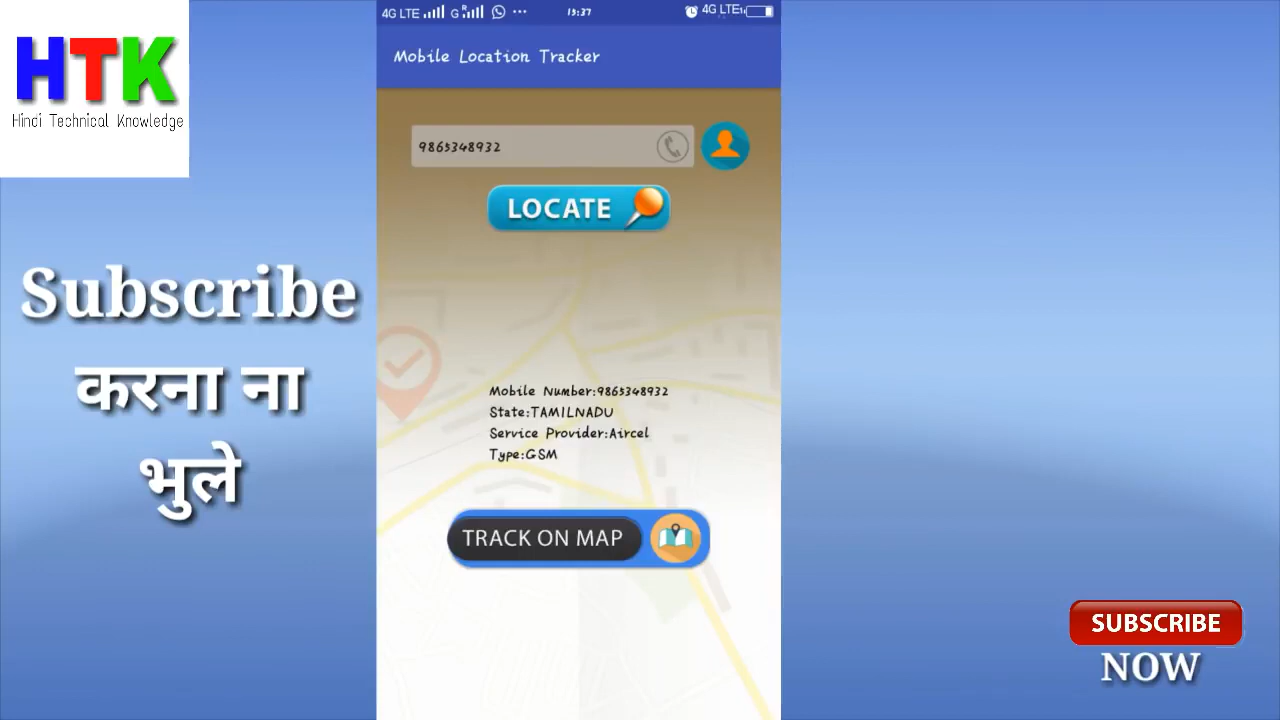 HTK
Hindi Technical Knowledge
Subscribe
करना ना
भुले
4G LTE G R 15:37 4G LTE
Mobile Location Tracker
9865348932
LOCATE
Mobile Number:9865348932
State:TAMILNADU
Service Provider:Aircel
Type:GSM
TRACK ON MAP
SUBSCRIBE
NOW